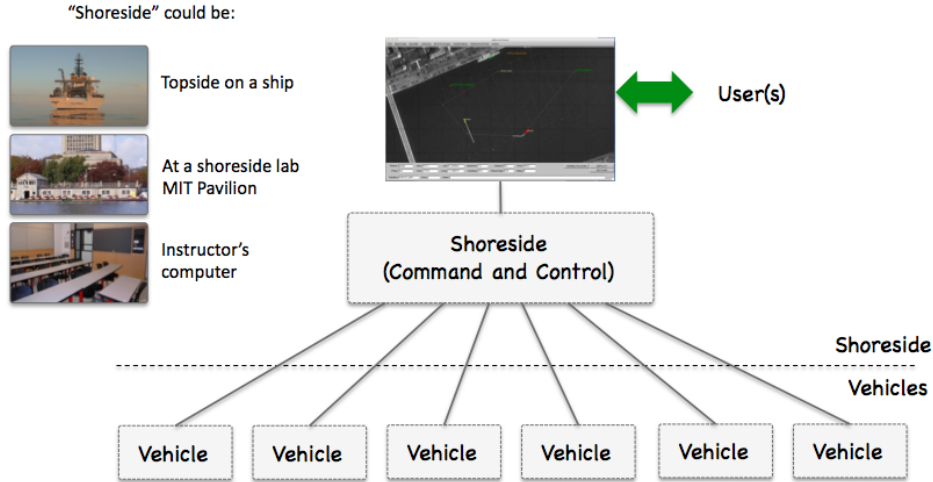 “Shoreside” could be:
Topside on a ship
At a shoreside lab
MIT Pavilion
Instructor’s
computer
User(s)
Shoreside
(Command and Control)
Shoreside
Vehicles
Vehicle
Vehicle
Vehicle
Vehicle
Vehicle
Vehicle